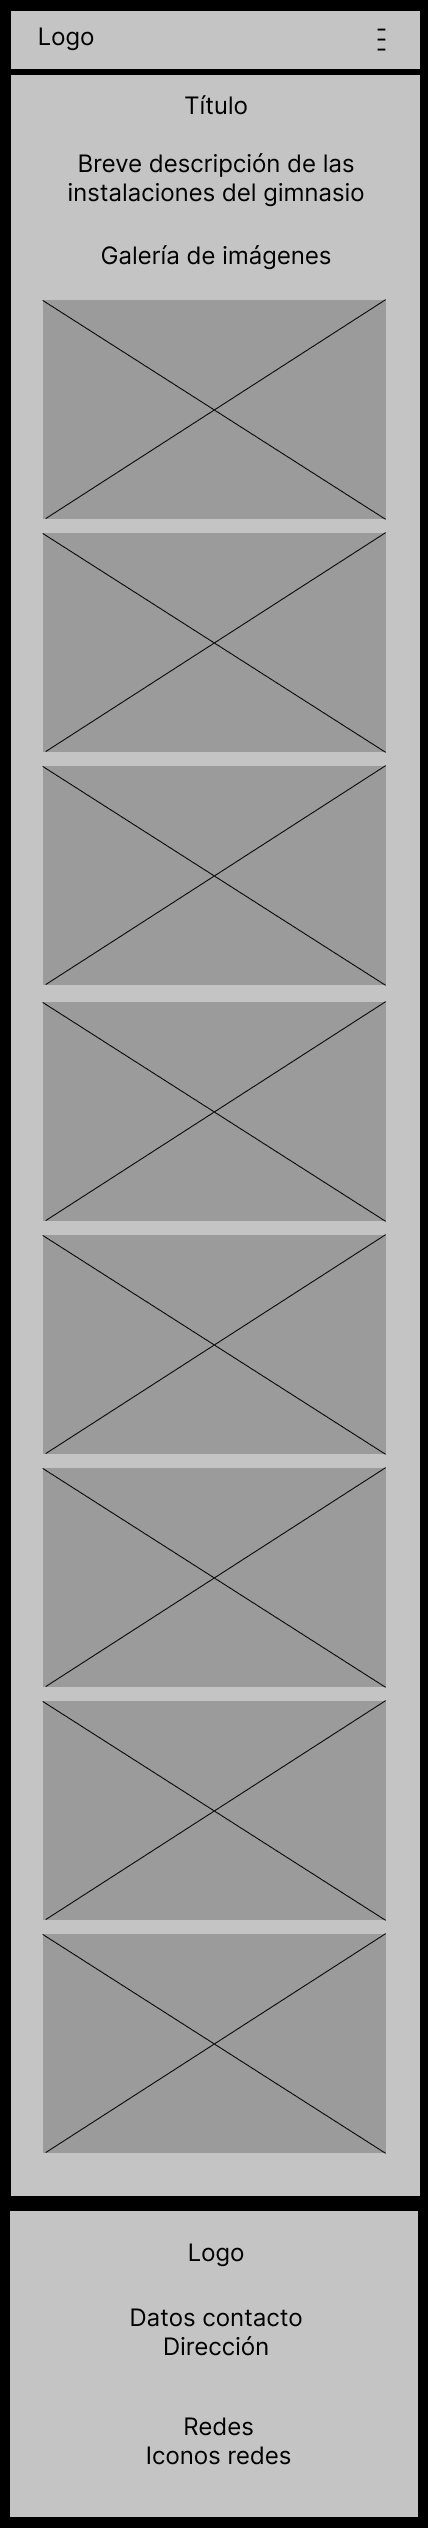 Logo
Título
Breve descripción de las
instalaciones del gimnasio
Galería de imágenes
Logo
Datos contacto
Dirección
Redes
Iconos redes